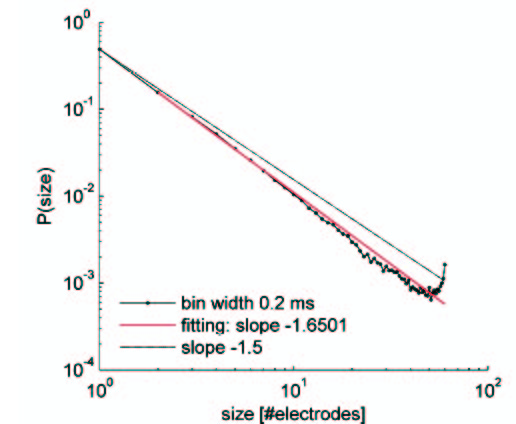 10^0
10^-1
10^-2
10^-3
10^-4
P(size)
bin width 0.2 ms
fitting: slope -1.6501
slope -1.5
10^0 10^1 10^2
size [#electrodes]